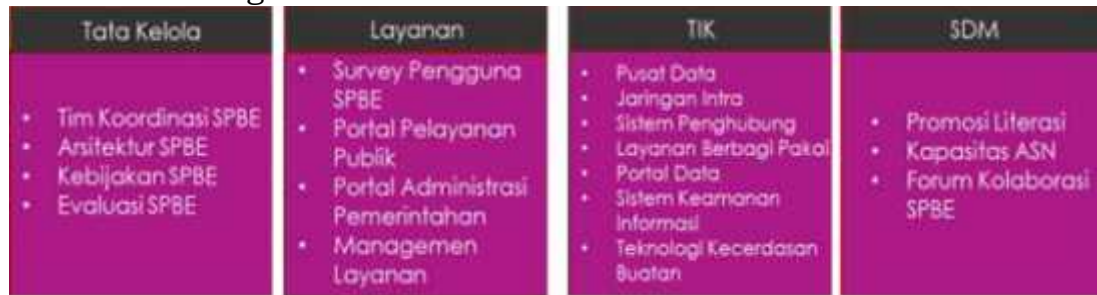 Tata Kelola
• Tim Koordinasi SPBE
• Arsitektur SPBE
• Kebijakan SPBE
• Evaluasi SPBE
Layanan
• Survey Pengguna
SPBE
• Portal Pelayanan
Publik
• Portal Administrasi
Pemerintahan
• Managemen
Layanan
TIK
• Pusat Data
• Jaringan Intra
• Sistem Penghubung
• Layanan Berbagi Pakai
• Portal Data
• Sistem Keamanan
Informasi
• Teknologi Kecerdasan
Buatan
SDM
• Promosi Literasi
• Kapasitas ASN
• Forum Kolaborasi
SPBE